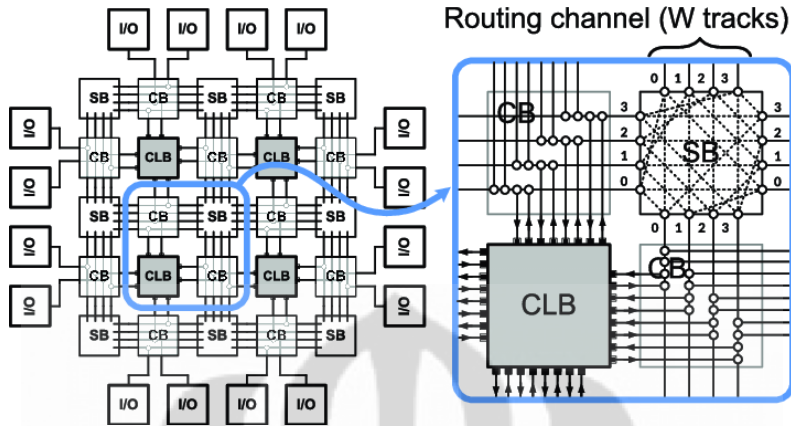 Routing channel (W tracks)
I/O I/O I/O I/O
SB CB SB CB SB
I/O CB CLB CB CLB CB I/O
I/O I/O
SB CB SB CB SB
I/O CB CLB CB CLB CB I/O
I/O I/O
SB CB SB CB SB
I/O I/O I/O I/O
0 1 2 3
CB
3 3
2 SB 2
1 1
0 0
0 1 2 3
CB
CLB